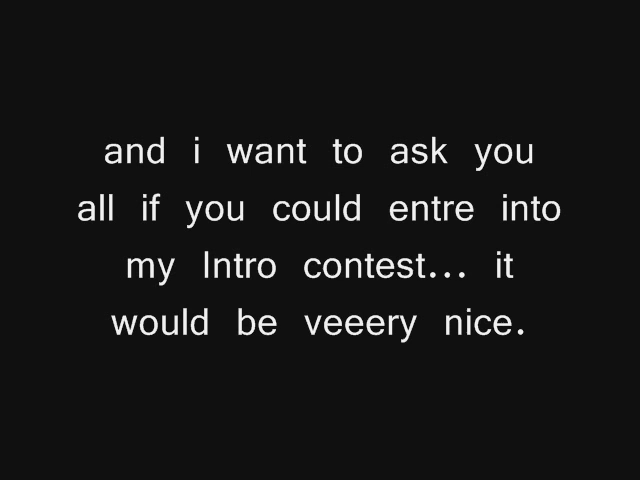 and i want to ask you
all if you could entre into
my Intro contest... it
would be veeery nice.